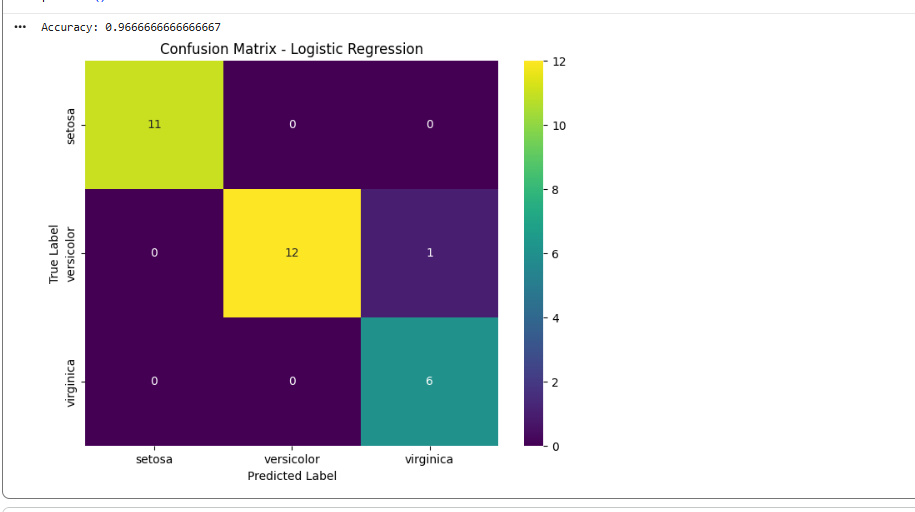 Accuracy: 0.9666666666666667
Confusion Matrix - Logistic Regression
12
setosa
11
0
0
10
8
True Label
versicolor
0
12
1
6
4
virginica
0
0
6
2
0
setosa
versicolor
virginica
Predicted Label